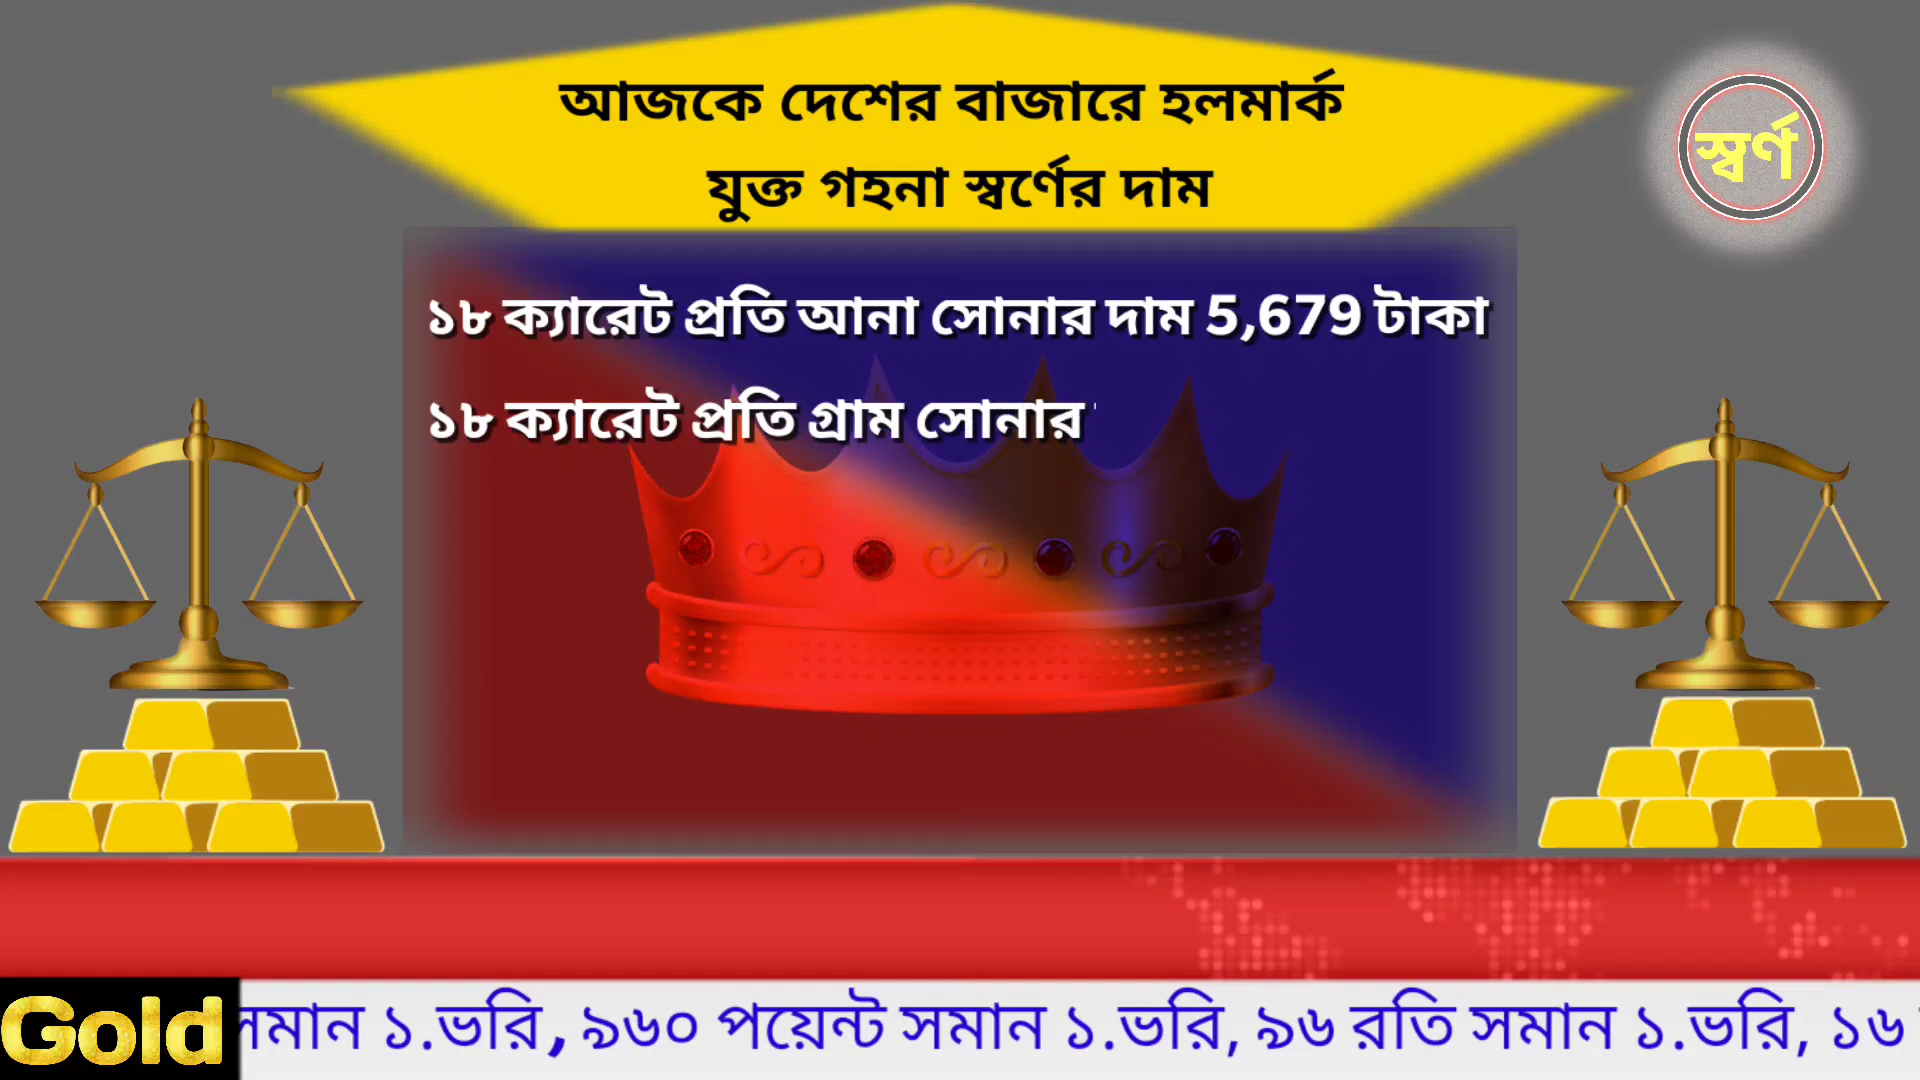 আজকে দেশের বাজারে হলমার্ক
যুক্ত গহনা স্বর্ণের দাম
স্বর্ণ
১৮ ক্যারেট প্রতি আনা সোনার দাম 5,679 টাকা
১৮ ক্যারেট প্রতি গ্রাম সোনার
Gold
সমান ১.ভরি, ৯৬০ পয়েন্ট সমান ১.ভরি, ৯৬ রতি সমান ১.ভরি, ১৬